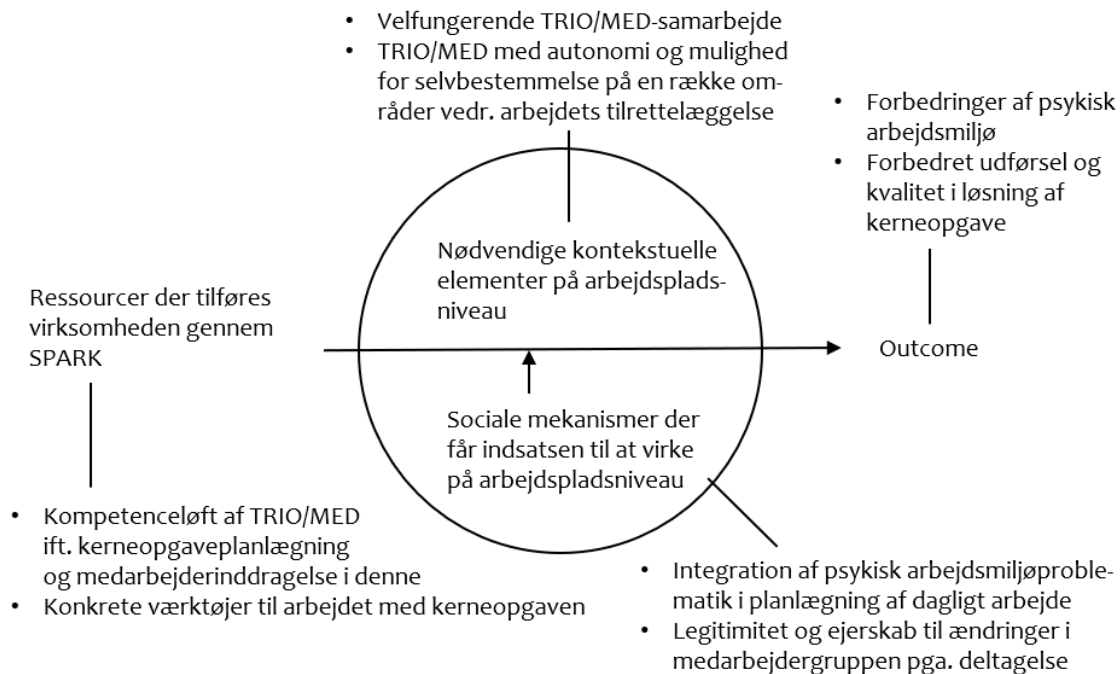 • Velfungerende TRIO/MED-samarbejde
• TRIO/MED med autonomi og mulighed
for selvbestemmelse på en række om-
råder vedr. arbejdets tilrettelæggelse
• Forbedringer af psykisk
arbejdsmiljø
• Forbedret udførsel og
kvalitet i løsning af
kerneopgave
Nødvendige kontekstuelle
elementer på arbejdsplads-
niveau
Ressourcer der tilføres
virksomheden gennem
SPARK
Outcome
Sociale mekanismer der
får indsatsen til at virke
på arbejdspladsniveau
• Kompetenceløft af TRIO/MED
ift. kerneopgaveplanlægning
og medarbejderinddragelse i denne
• Konkrete værktøjer til arbejdet med kerneopgaven
• Integration af psykisk arbejdsmiljøproble-
matik i planlægning af dagligt arbejde
• Legitimitet og ejerskab til ændringer i
medarbejdergruppen pga. deltagelse